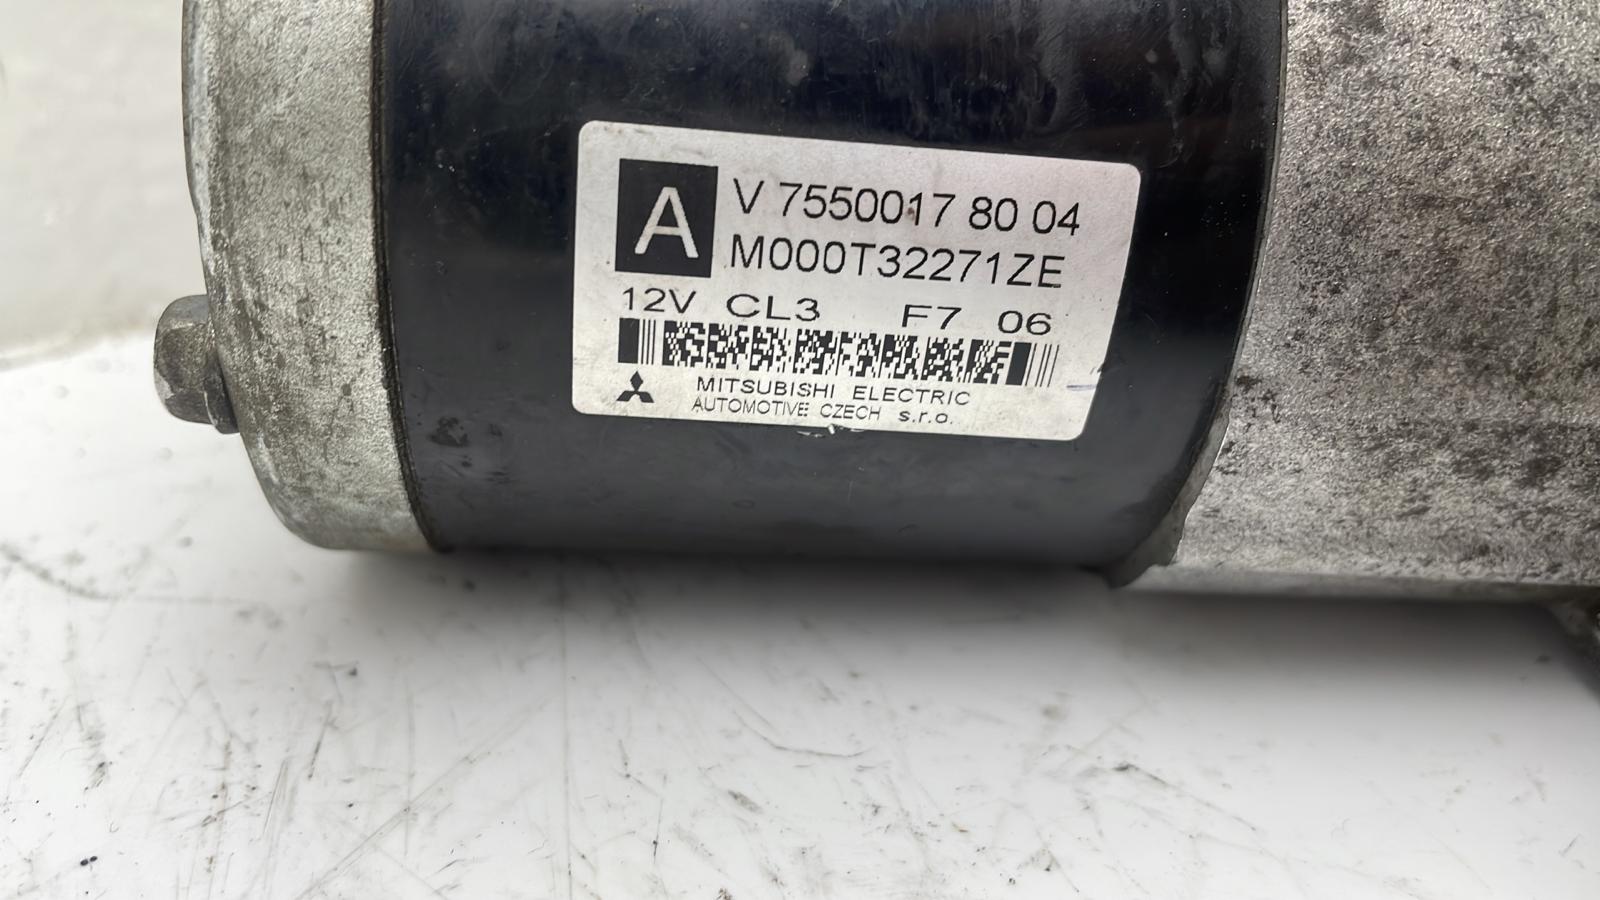 A
V 7550017 80 04
M000T32271ZE
12V CL3 F7 06
MITSUBISHI ELECTRIC
AUTOMOTIVE CZECH s.r.o.